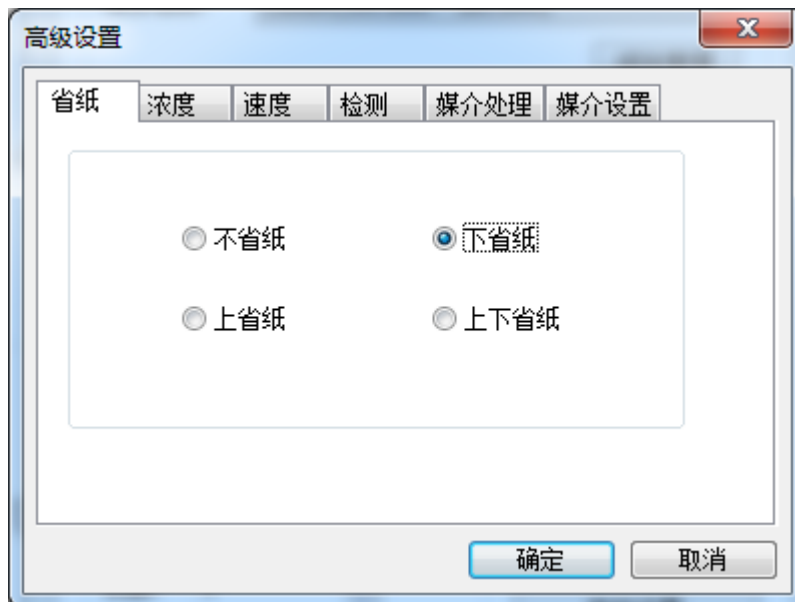 高级设置
省纸 浓度 速度 检测 媒介处理 媒介设置
不省纸 下省纸
上省纸 上下省纸
确定 取消